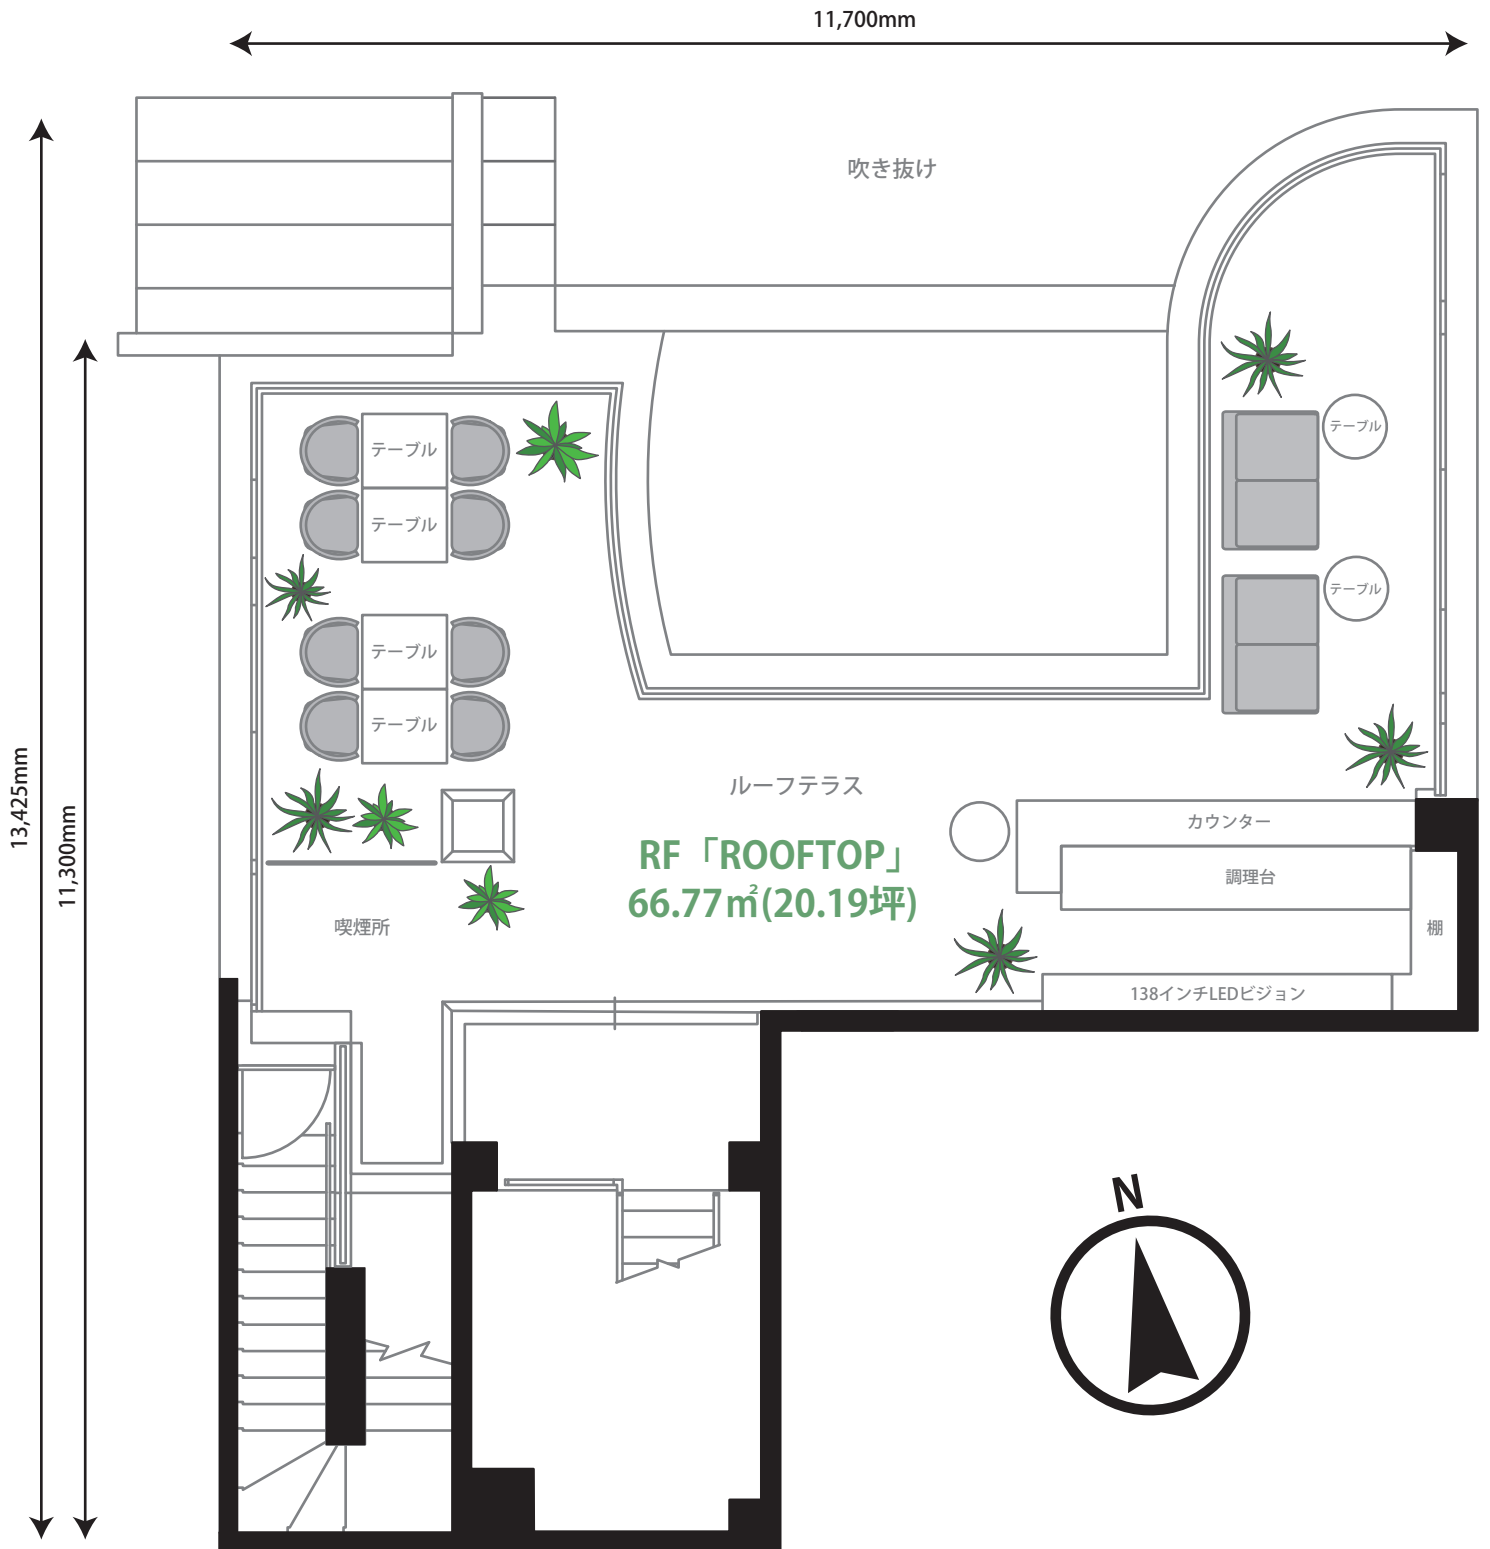 11,700mm
吹き抜け
テーブル
テーブル
テーブル
テーブル
テーブル
テーブル
13,425mm
11,300mm
ルーフテラス
RF「ROOFTOP」
66.77㎡(20.19坪)
カウンター
調理台
棚
喫煙所
138インチLEDビジョン
N